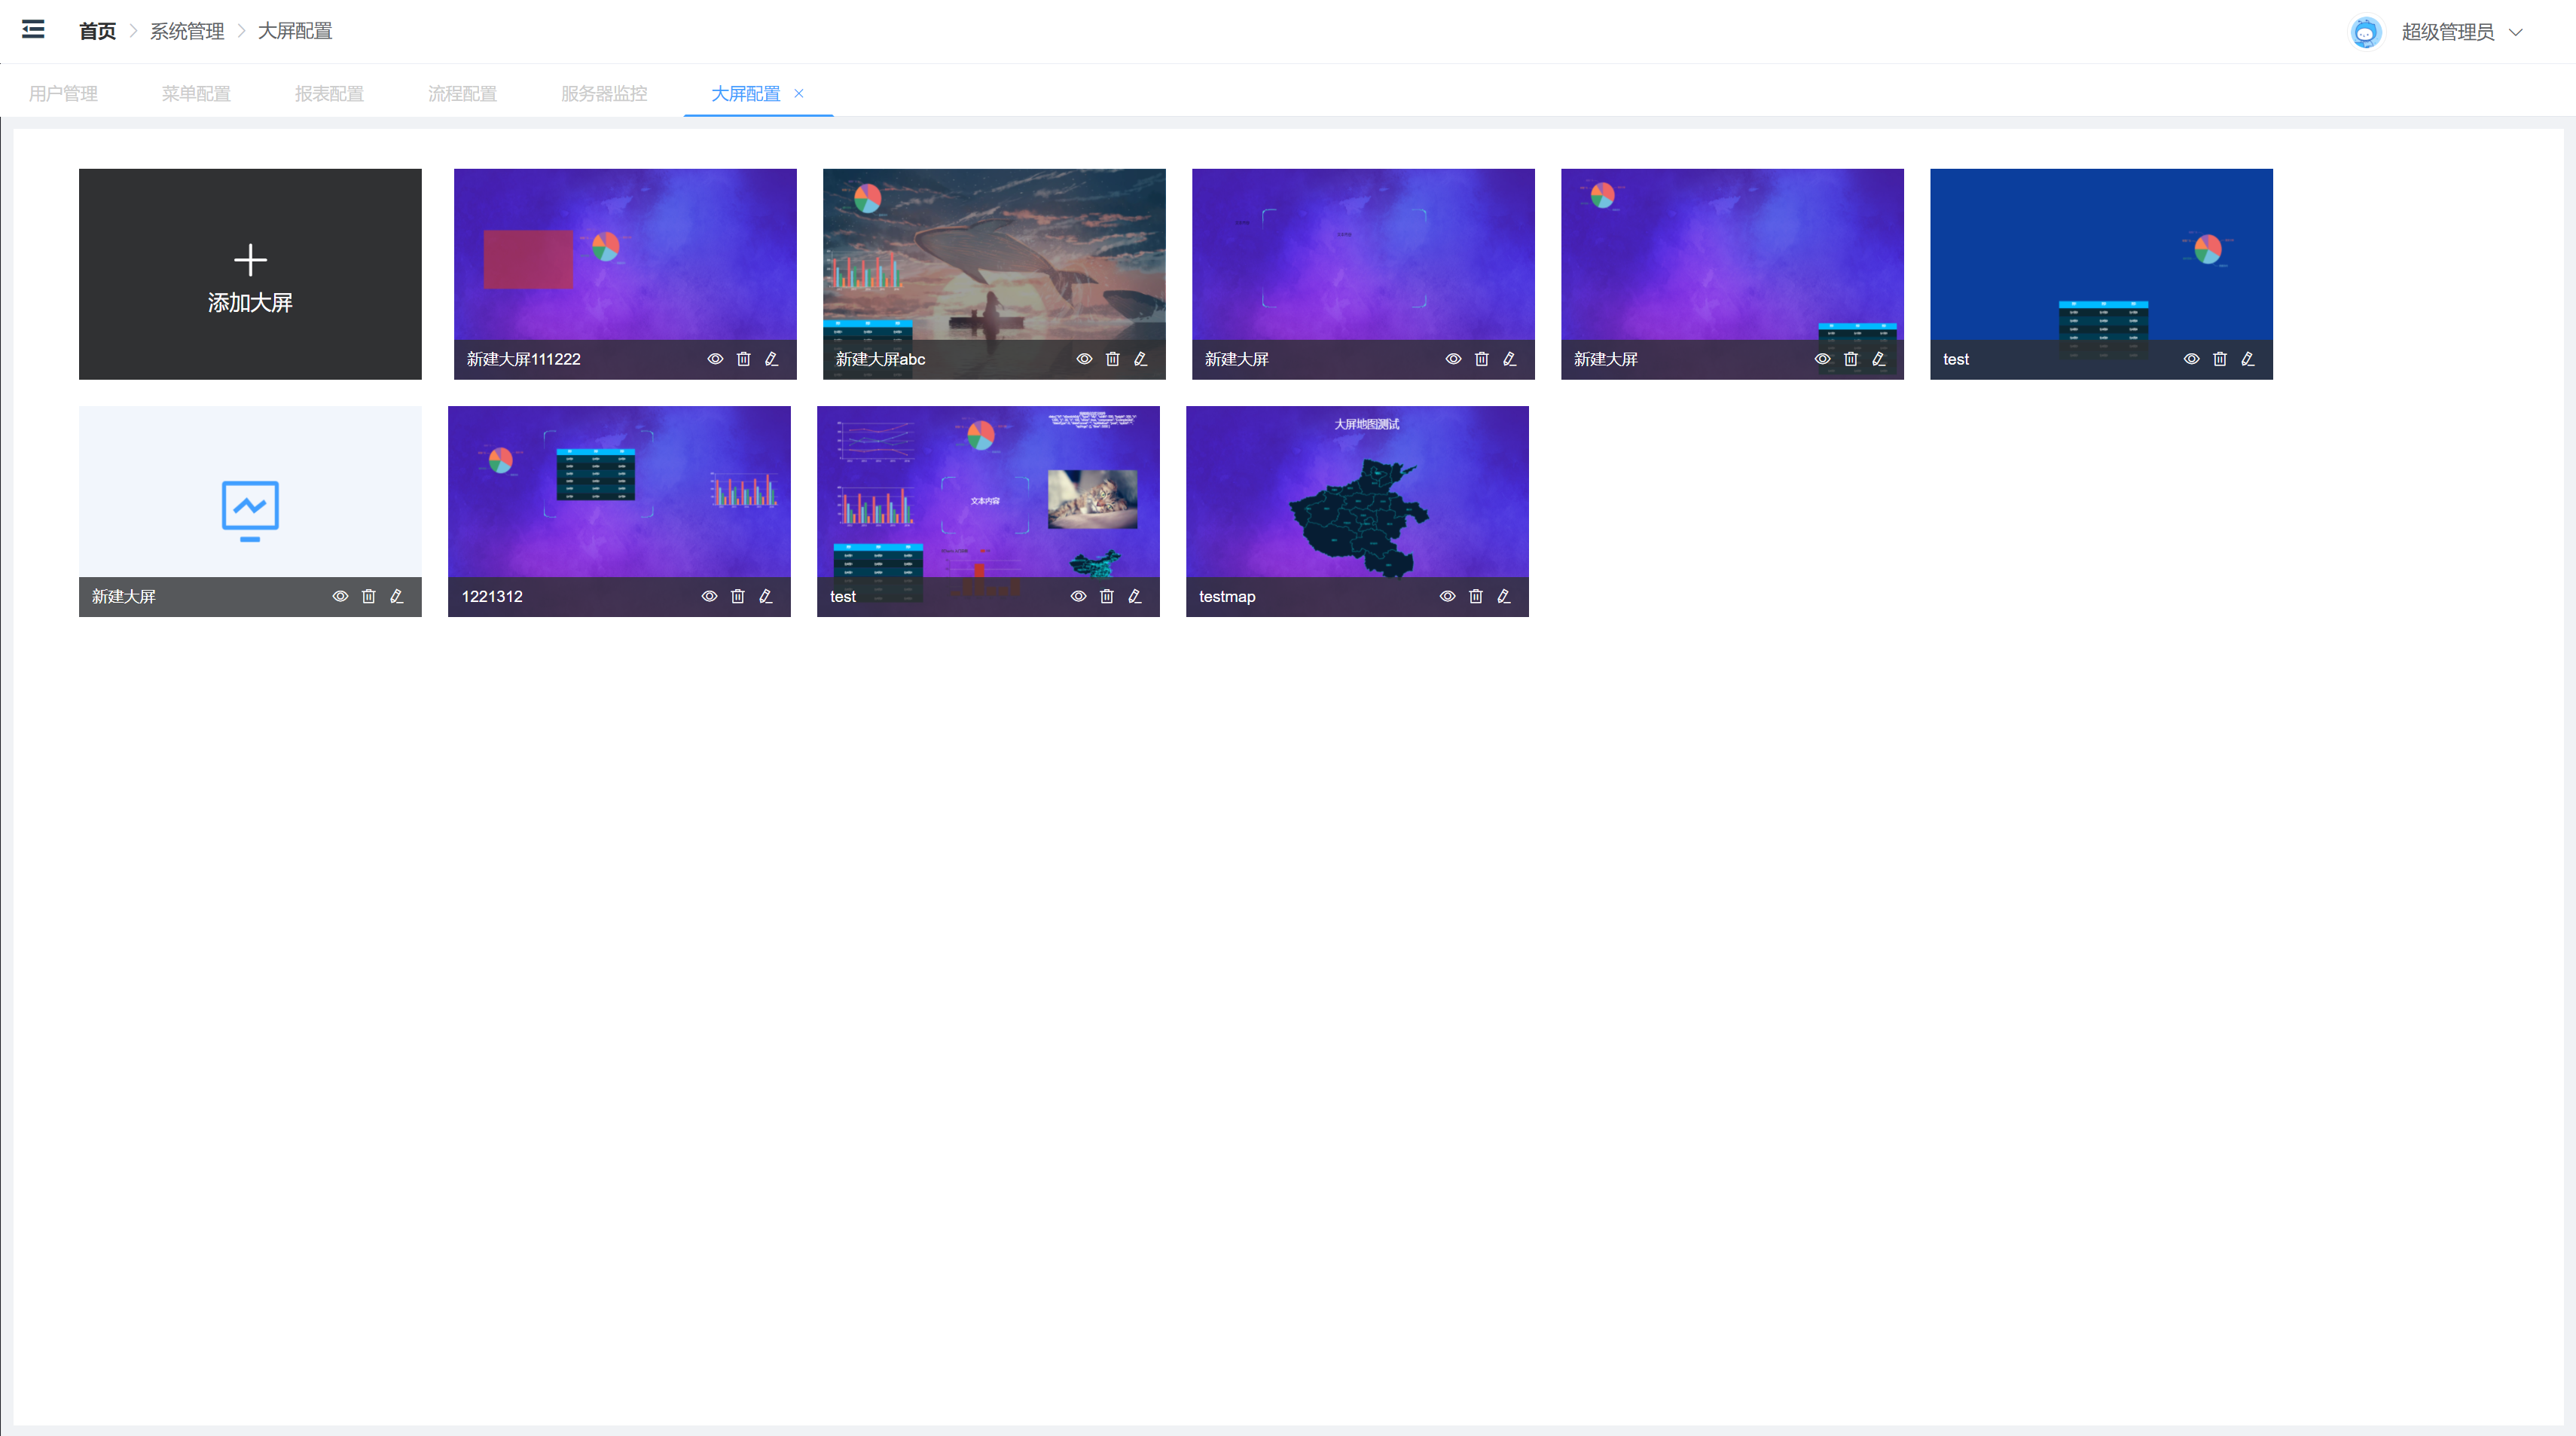 首页 > 系统管理 > 大屏配置
超级管理员
用户管理 菜单配置 报表配置 流程配置 服务器监控 大屏配置 ×
添加大屏
新建大屏111222
新建大屏abc
新建大屏
新建大屏
test
新建大屏
1221312
文本内容
test
大屏地图测试
testmap